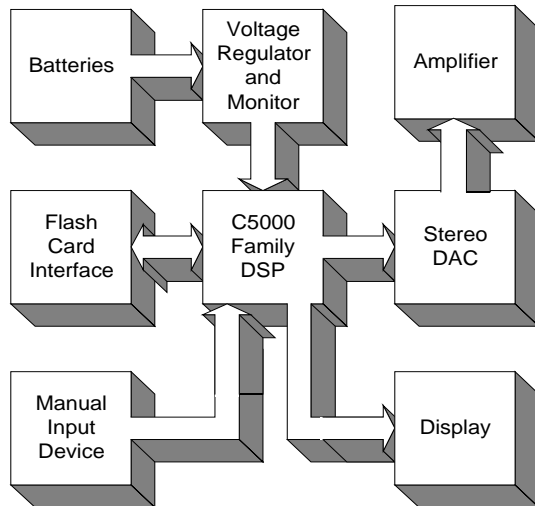 Batteries
Voltage
Regulator
and
Monitor
Amplifier
Flash
Card
Interface
C5000
Family
DSP
Stereo
DAC
Manual
Input
Device
Display